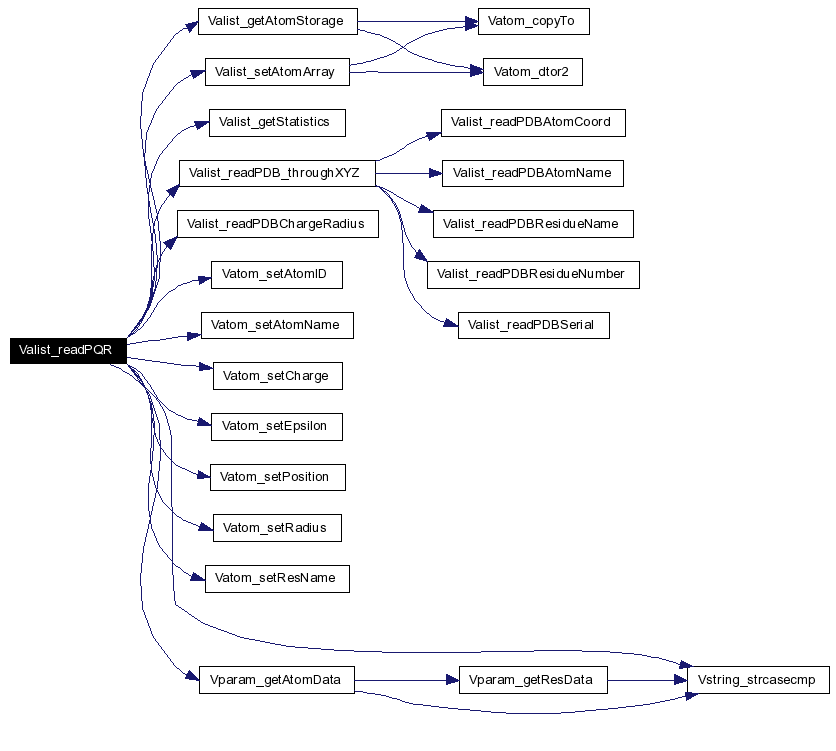 Valist_getAtomStorage
Vatom_copyTo
Valist_setAtomArray
Vatom_dtor2
Valist_getStatistics
Valist_readPDBAtomCoord
Valist_readPDB_throughXYZ
Valist_readPDBAtomName
Valist_readPDBChargeRadius
Valist_readPDBResidueName
Vatom_setAtomID
Valist_readPDBResidueNumber
Vatom_setAtomName
Valist_readPDBSerial
Valist_readPQR
Vatom_setCharge
Vatom_setEpsilon
Vatom_setPosition
Vatom_setRadius
Vatom_setResName
Vparam_getAtomData
Vparam_getResData
Vstring_strcasecmp